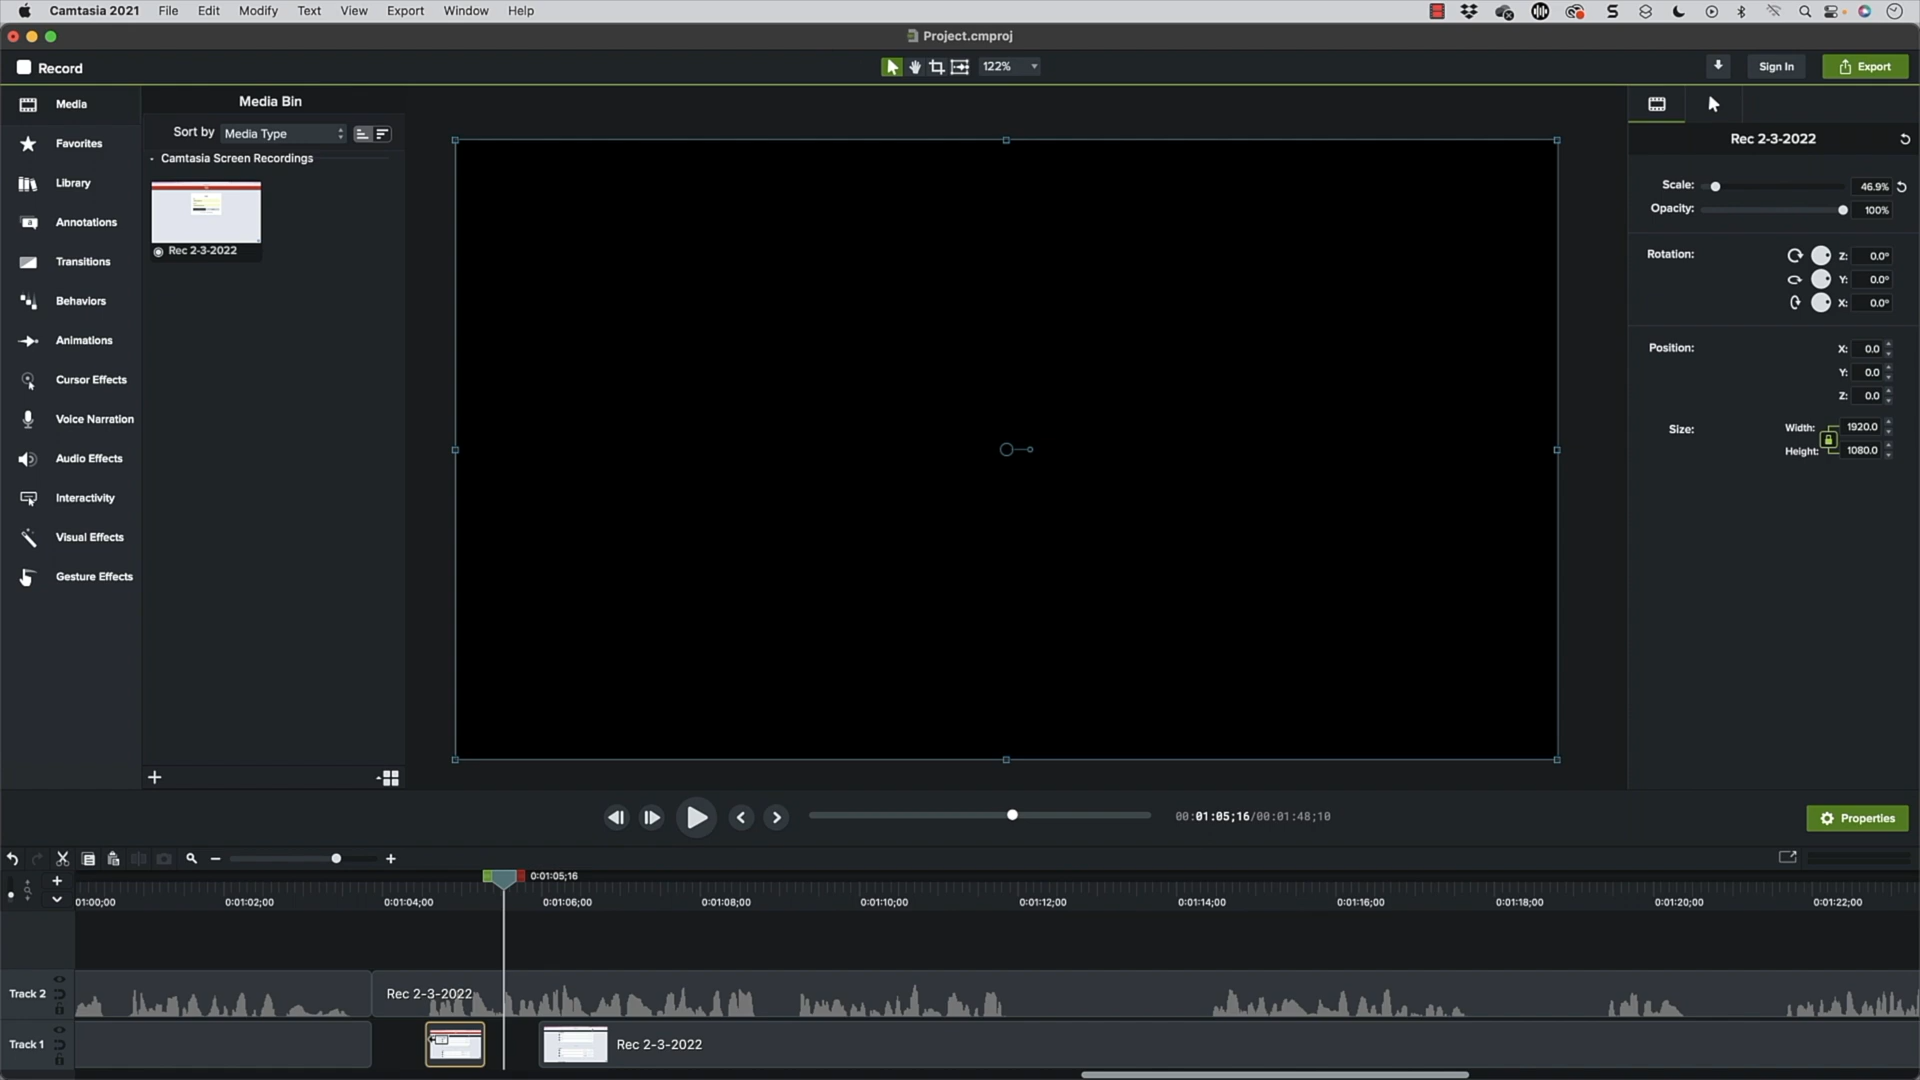 Camtasia 2021 File Edit Modify Text View Export Window Help
Project.cmproj
Record
122%
Sign In
Export
Media
Favorites
Library
Annotations
Transitions
Behaviors
Animations
Cursor Effects
Voice Narration
Audio Effects
Interactivity
Visual Effects
Gesture Effects
Media Bin
Sort by Media Type
Camtasia Screen Recordings
Rec 2-3-2022
Rec 2-3-2022
Scale: 46.9%
Opacity: 100%
Rotation: Z: 0.0°
Y: 0.0°
X: 0.0°
Position: X: 0.0
Y: 0.0
Z: 0.0
Size: Width: 1920.0
Height: 1080.0
00:01:05;16/00:01:48;10
Properties
0:01:05;16
01:00;00 0:01:02;00 0:01:04;00 0:01:06;00 0:01:08;00 0:01:10;00 0:01:12;00 0:01:14;00 0:01:16;00 0:01:18;00 0:01:20;00 0:01:22;00
Track 2 Rec 2-3-2022
Track 1 Rec 2-3-2022